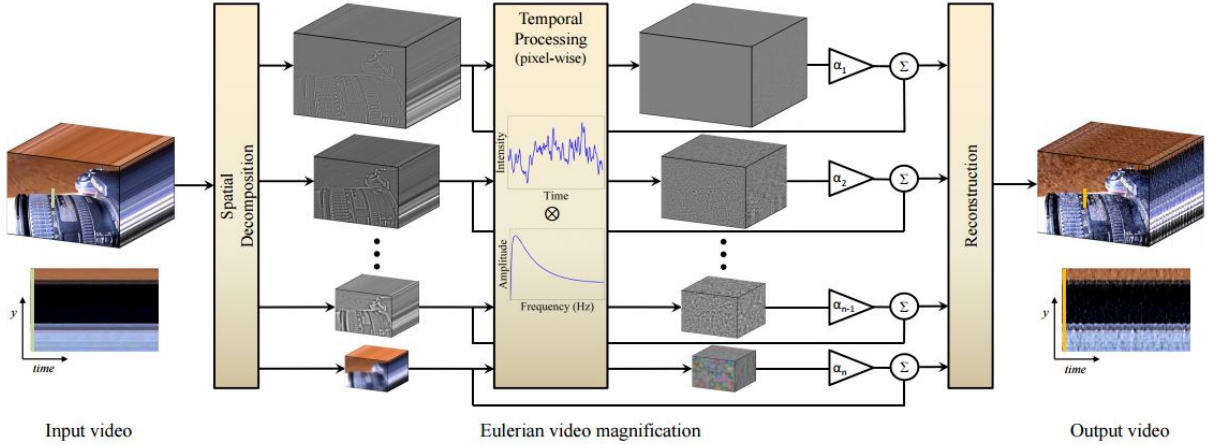 Spatial
Decomposition
Temporal
Processing
(pixel-wise)
Intensity
Time
⊗
Amplitude
Frequency (Hz)
α1
Σ
α2
Σ
αn-1
Σ
αn
Σ
Reconstruction
y
time
y
time
Input video
Eulerian video magnification
Output video